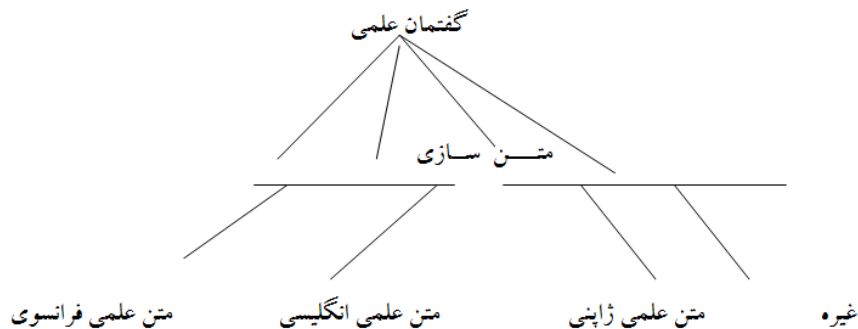 گفتمان علمی
متـــن ســازی
غیره متن علمی ژاپنی متن علمی انگلیسی متن علمی فرانسوی